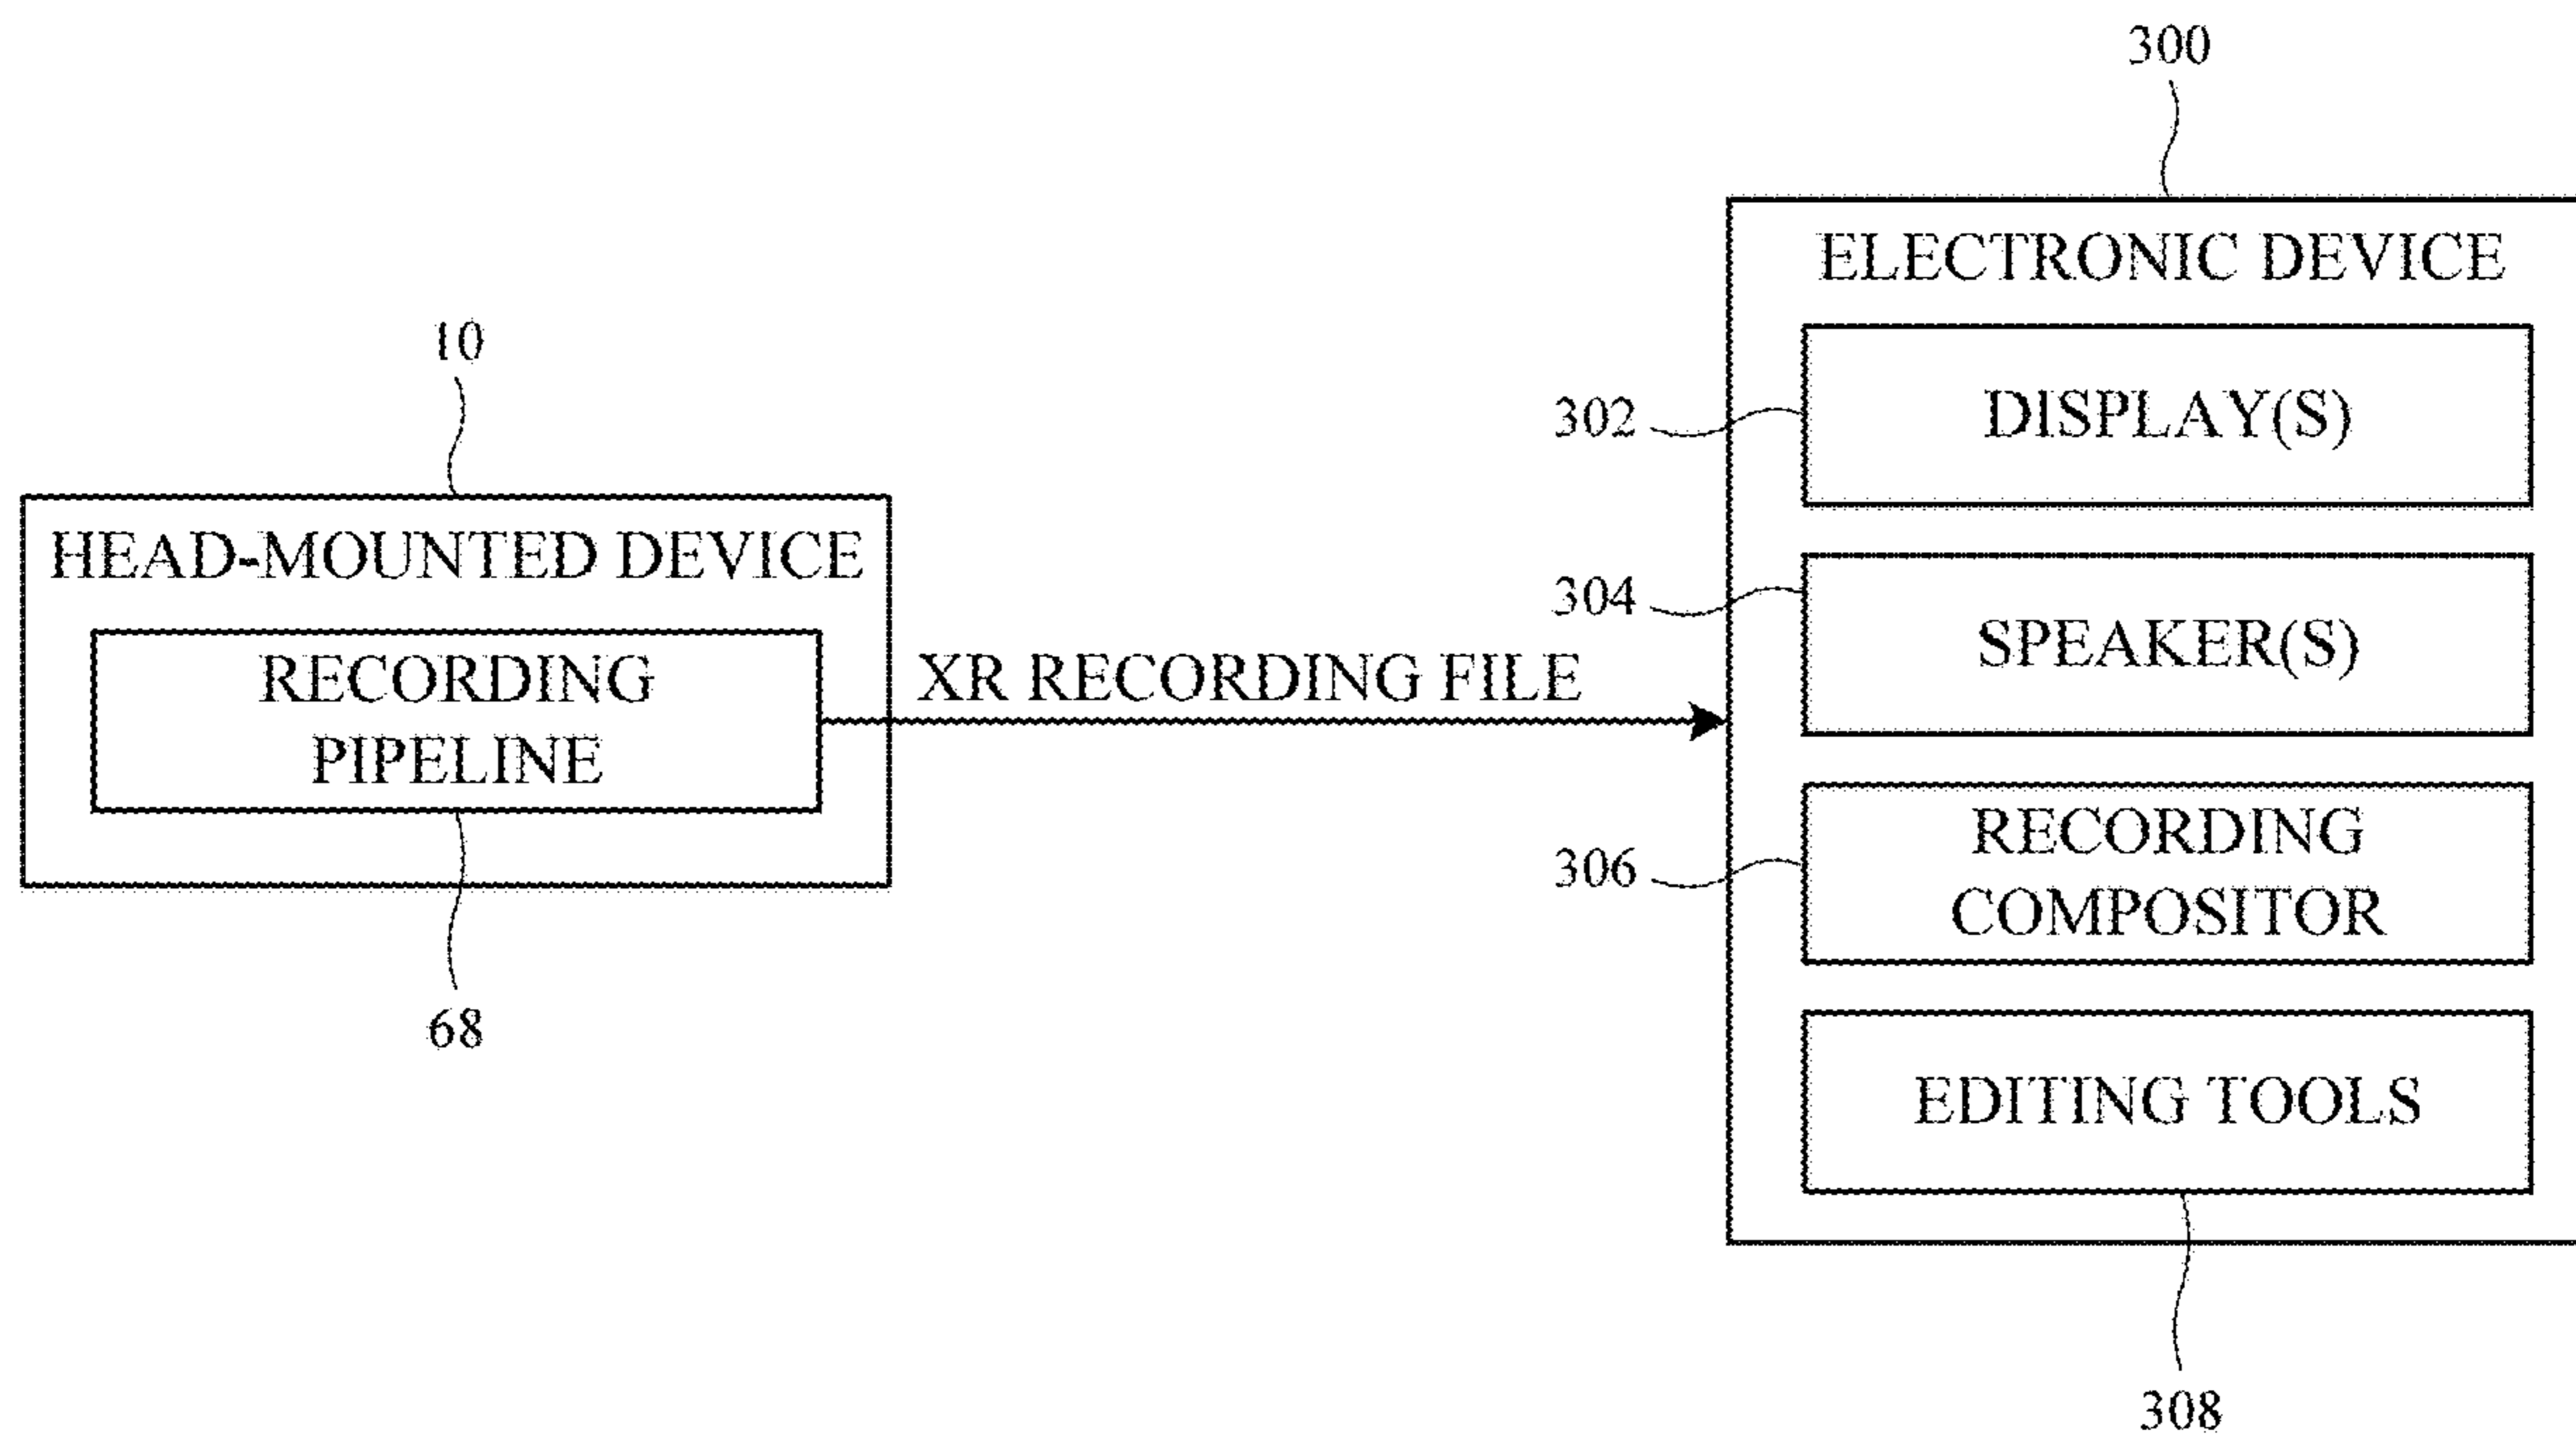 300
ELECTRONIC DEVICE
10
302
DISPLAY(S)
HEAD-MOUNTED DEVICE
304
SPEAKER(S)
RECORDING
PIPELINE
XR RECORDING FILE
306
RECORDING
COMPOSITOR
68
EDITING TOOLS
308